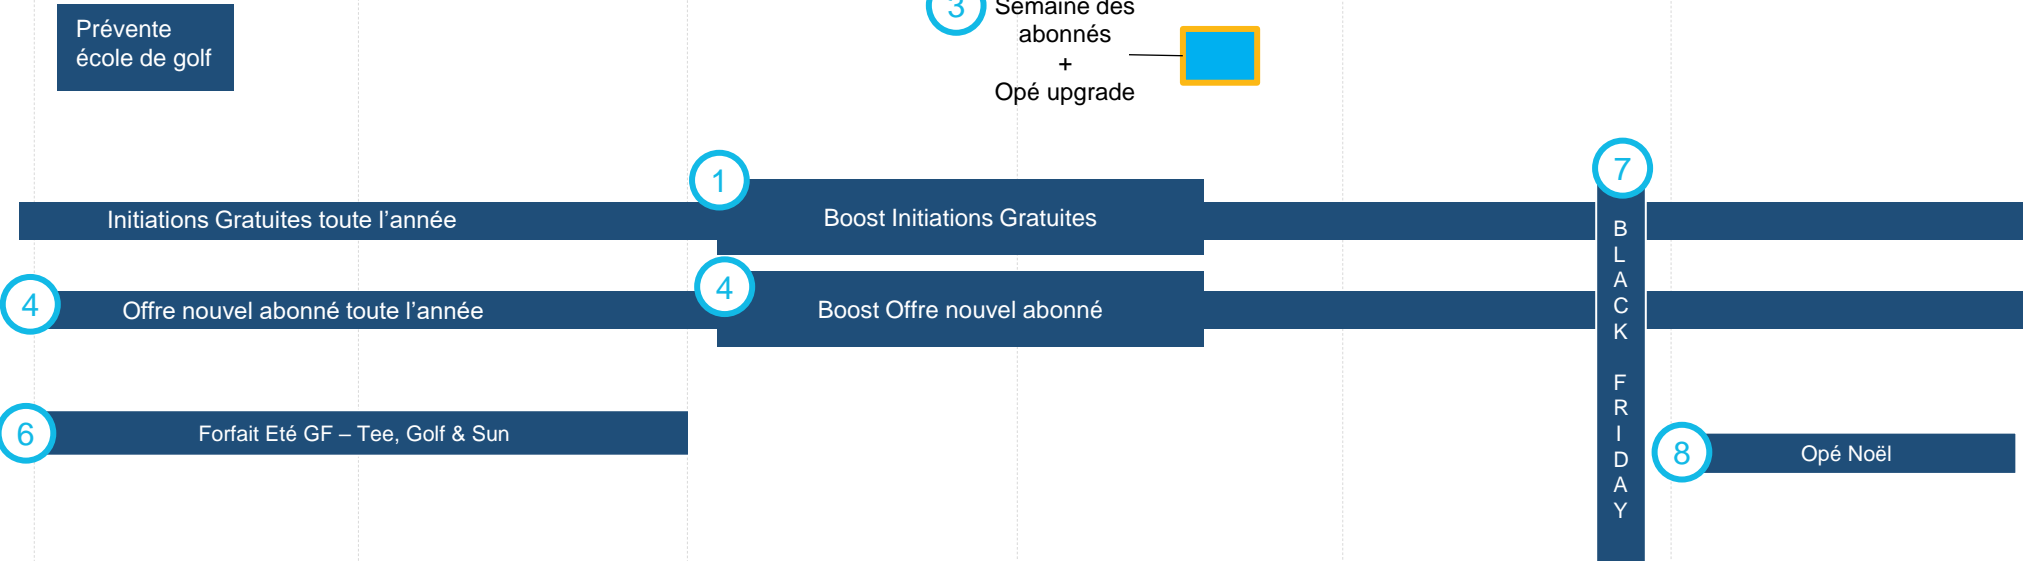 Prévente
école de golf
3
Semaine des
abonnés
+
Opé upgrade
1
7
Initiations Gratuites toute l'année
Boost Initiations Gratuites
4
Offre nouvel abonné toute l'année
4
Boost Offre nouvel abonné
B
L
A
C
K
F
R
I
D
A
Y
6
Forfait Eté GF – Tee, Golf & Sun
8
Opé Noël